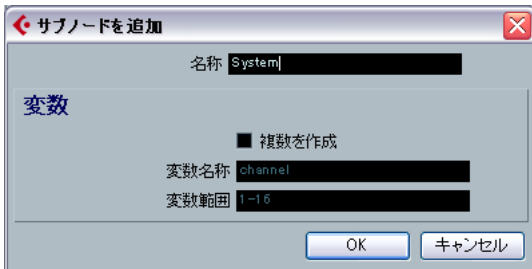 サブノードを追加
名称 System
変数
複数を作成
変数名称 channel
変数範囲 1-16
OK キャンセル